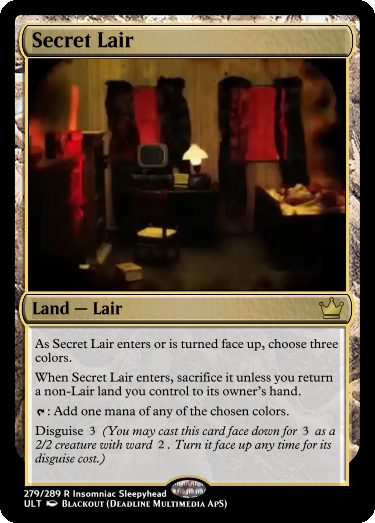 Secret Lair
Land — Lair
As Secret Lair enters or is turned face up, choose three
colors.
When Secret Lair enters, sacrifice it unless you return
a non-Lair land you control to its owner's hand.
: Add one mana of any of the chosen colors.
Disguise 3 (You may cast this card face down for 3 as a
2/2 creature with ward 2. Turn it face up any time for its
disguise cost.)
279/289 R Insomniac Sleepyhead
ULT Blackout (Deadline Multimedia ApS)